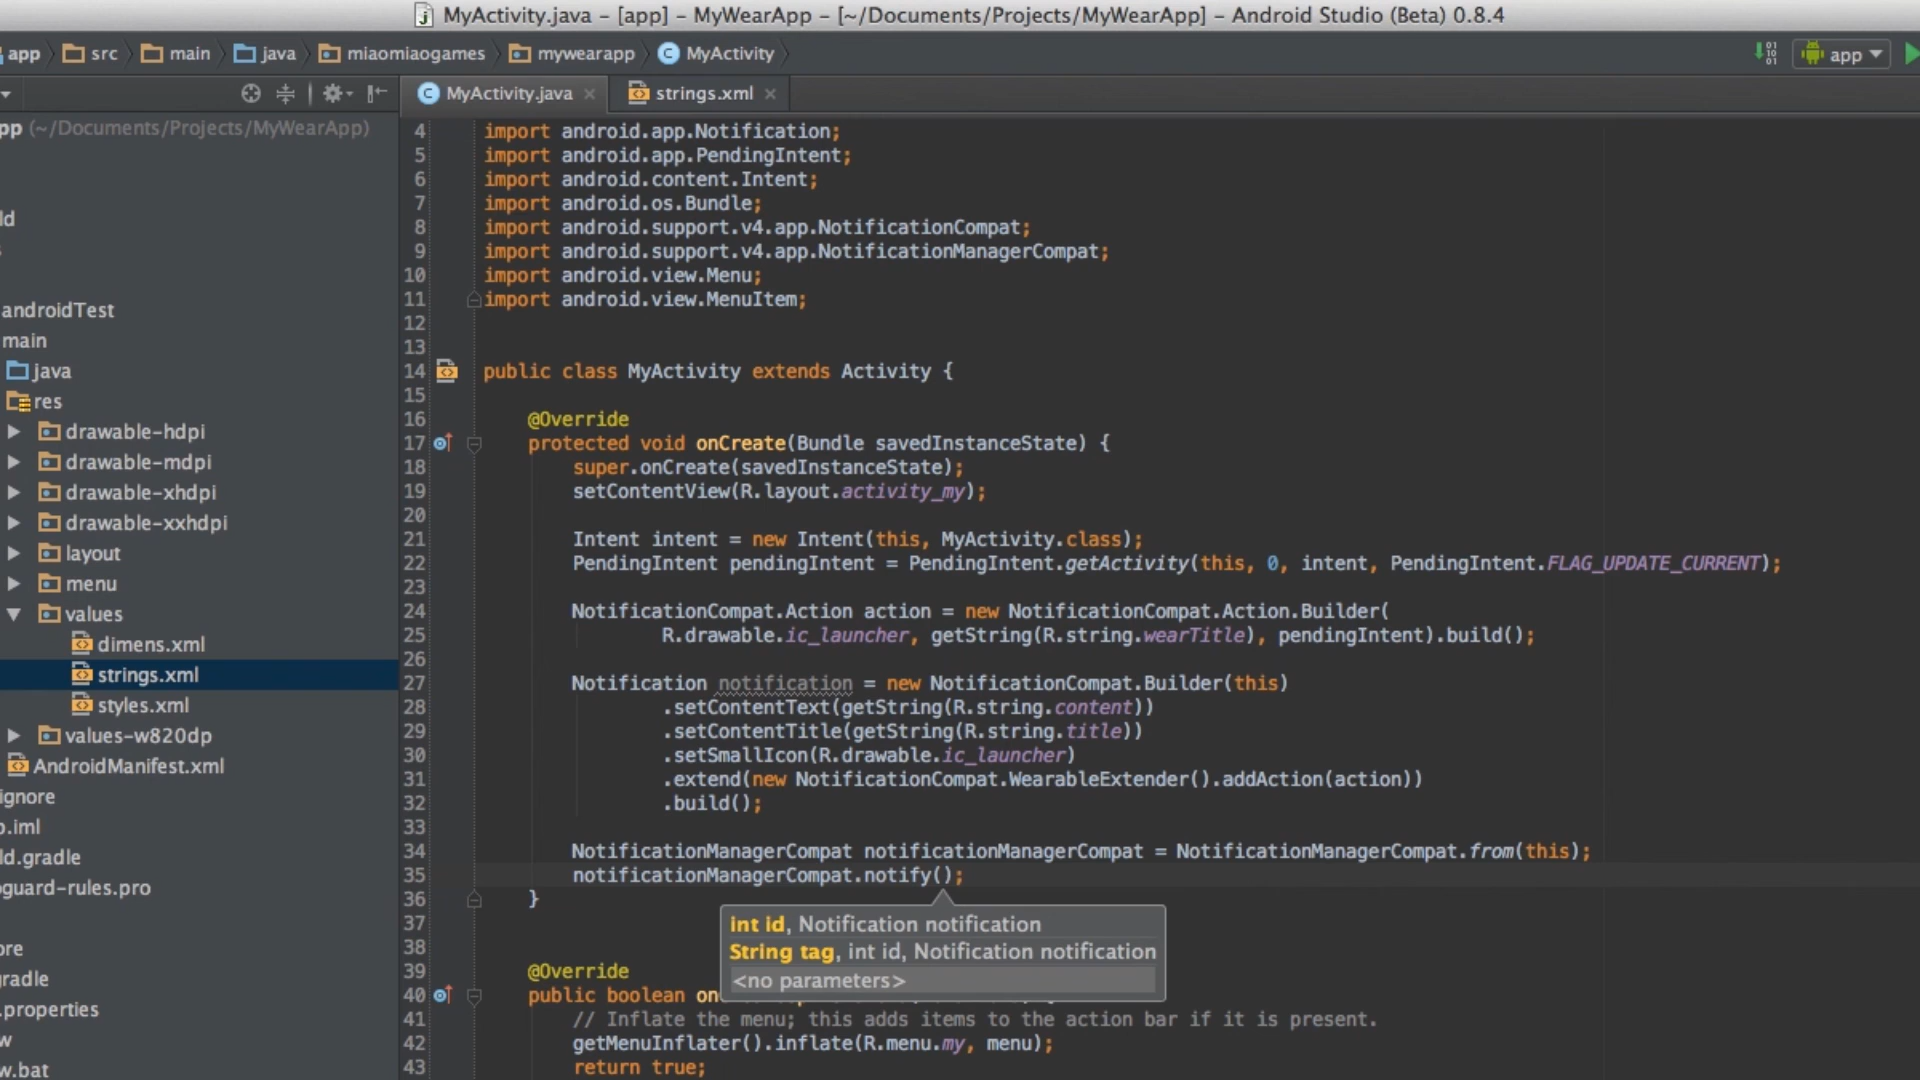 MyActivity.java – [app] – MyWearApp – [~/Documents/Projects/MyWearApp] – Android Studio (Beta) 0.8.4
app src main java miaomiaogames mywearapp MyActivity app
MyActivity.java strings.xml
pp (~/Documents/Projects/MyWearApp)
ld
androidTest
main
java
res
drawable-hdpi
drawable-mdpi
drawable-xhdpi
drawable-xxhdpi
layout
menu
values
dimens.xml
strings.xml
styles.xml
values-w820dp
AndroidManifest.xml
ignore
p.iml
ld.gradle
guard-rules.pro
ore
radle
.properties
w
w.bat
4 import android.app.Notification;
5 import android.app.PendingIntent;
6 import android.content.Intent;
7 import android.os.Bundle;
8 import android.support.v4.app.NotificationCompat;
9 import android.support.v4.app.NotificationManagerCompat;
10 import android.view.Menu;
11 import android.view.MenuItem;
12
13
14 public class MyActivity extends Activity {
15
16 @Override
17 protected void onCreate(Bundle savedInstanceState) {
18 super.onCreate(savedInstanceState);
19 setContentView(R.layout.activity_my);
20
21 Intent intent = new Intent(this, MyActivity.class);
22 PendingIntent pendingIntent = PendingIntent.getActivity(this, 0, intent, PendingIntent.FLAG_UPDATE_CURRENT);
23
24 NotificationCompat.Action action = new NotificationCompat.Action.Builder(
25 R.drawable.ic_launcher, getString(R.string.wearTitle), pendingIntent).build();
26
27 Notification notification = new NotificationCompat.Builder(this)
28 .setContentText(getString(R.string.content))
29 .setContentTitle(getString(R.string.title))
30 .setSmallIcon(R.drawable.ic_launcher)
31 .extend(new NotificationCompat.WearableExtender().addAction(action))
32 .build();
33
34 NotificationManagerCompat notificationManagerCompat = NotificationManagerCompat.from(this);
35 notificationManagerCompat.notify();
36 }
37
38
39 @Override
40 public boolean on
41 // Inflate the menu; this adds items to the action bar if it is present.
42 getMenuInflater().inflate(R.menu.my, menu);
43 return true;
int id, Notification notification
String tag, int id, Notification notification
<no parameters>